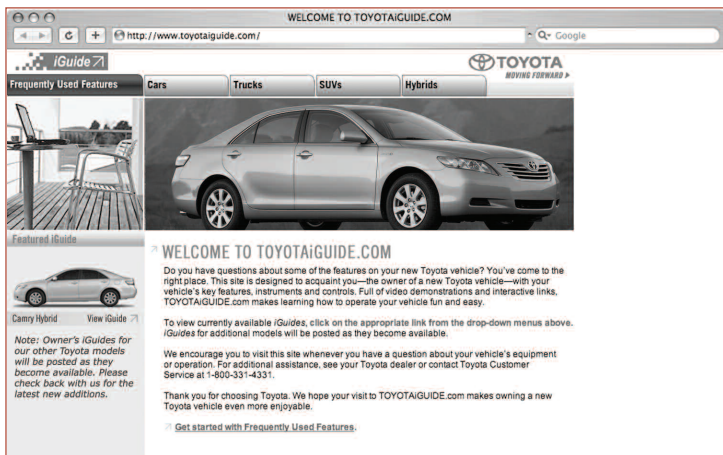 WELCOME TO TOYOTAiGUIDE.COM
http://www.toyotaiguide.com/
Google
iGuide
TOYOTA
MOVING FORWARD
Frequently Used Features
Cars
Trucks
SUVs
Hybrids
Featured iGuide
Camry Hybrid
View iGuide
Note: Owner's iGuides for
our other Toyota models
will be posted as they
become available. Please
check back with us for the
latest new additions.
WELCOME TO TOYOTAiGUIDE.COM
Do you have questions about some of the features on your new Toyota vehicle? You've come to the
right place. This site is designed to acquaint you—the owner of a new Toyota vehicle—with your
vehicle's key features, instruments and controls. Full of video demonstrations and interactive links,
TOYOTAiGUIDE.com makes learning how to operate your vehicle fun and easy.
To view currently available iGuides, click on the appropriate link from the drop-down menus above.
iGuides for additional models will be posted as they become available.
We encourage you to visit this site whenever you have a question about your vehicle's equipment
or operation. For additional assistance, see your Toyota dealer or contact Toyota Customer
Service at 1-800-331-4331.
Thank you for choosing Toyota. We hope your visit to TOYOTAiGUIDE.com makes owning a new
Toyota vehicle even more enjoyable.
Get started with Frequently Used Features.